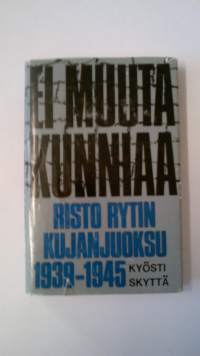 EI MUUTA
KUNNIAA
RISTO RYTIN
KUJANJUOKSU
1939-1945
KYÖSTI
SKYTTÄ